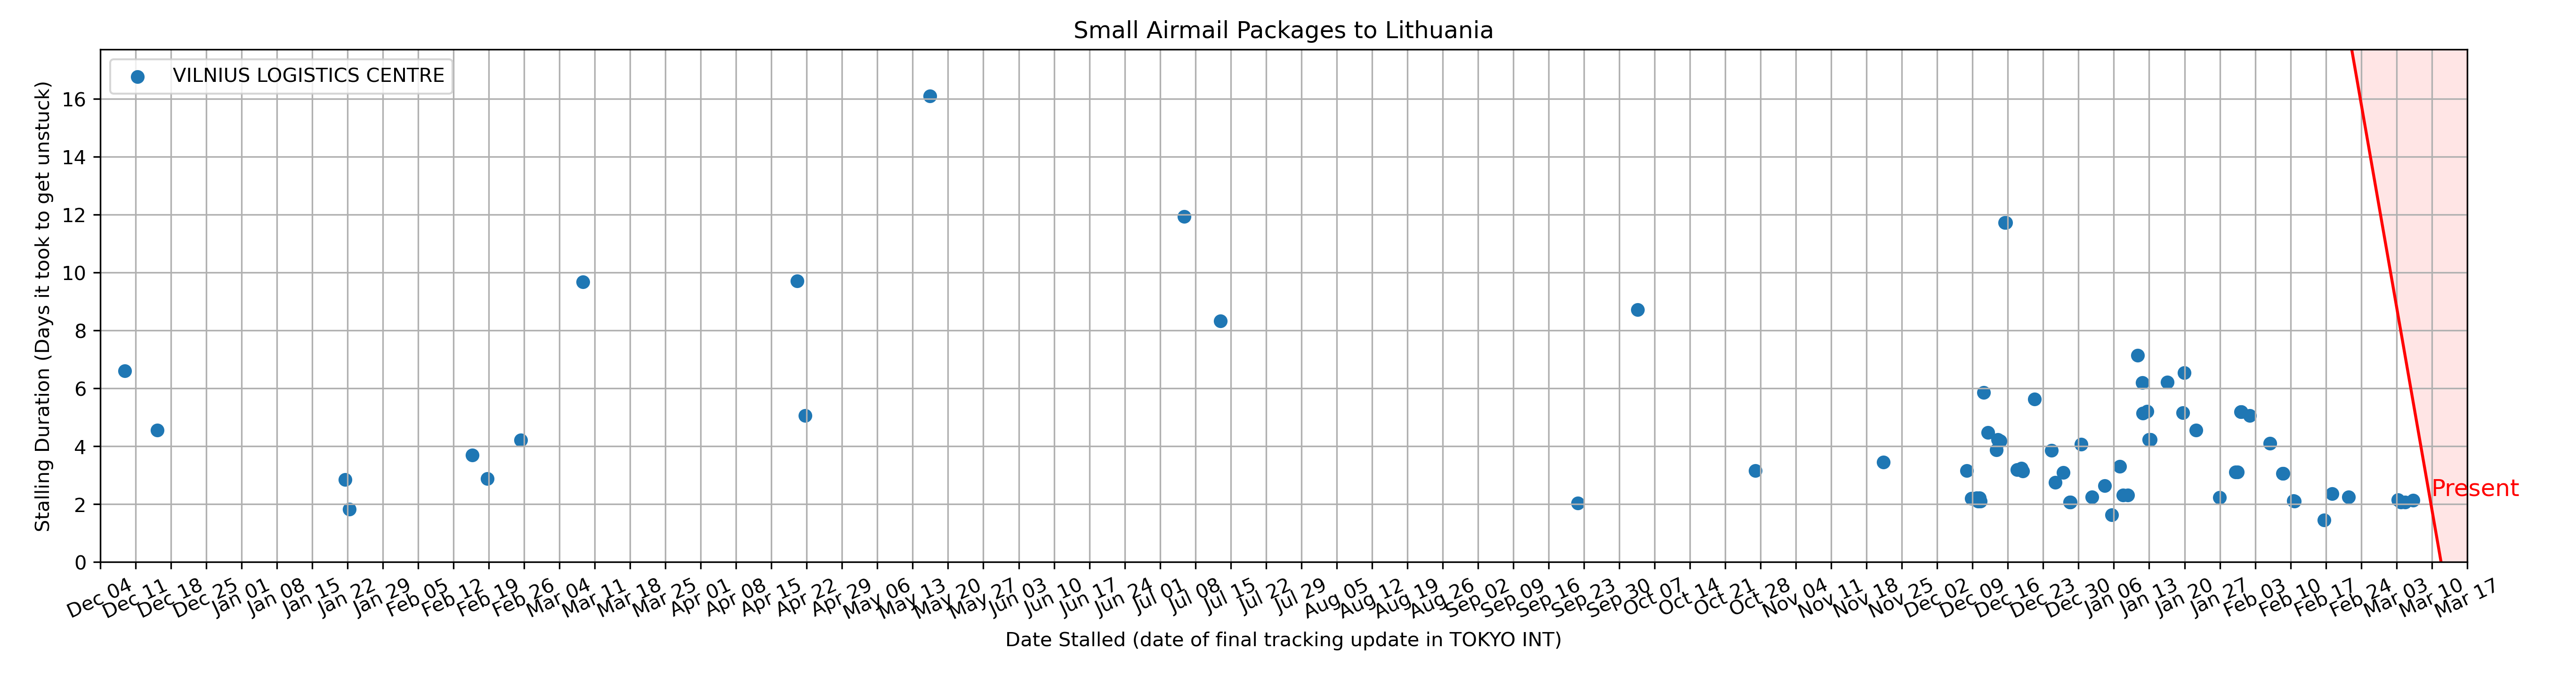 Small Airmail Packages to Lithuania
VILNIUS LOGISTICS CENTRE
Stalling Duration (Days it took to get unstuck)
16
14
12
10
8
6
4
2
0
Present
Dec 04 Dec 11 Dec 18 Dec 25 Jan 01 Jan 08 Jan 15 Jan 22 Jan 29 Feb 05 Feb 12 Feb 19 Feb 26 Mar 04 Mar 11 Mar 18 Mar 25 Apr 01 Apr 08 Apr 15 Apr 22 Apr 29 May 06 May 13 May 20 May 27 Jun 03 Jun 10 Jun 17 Jun 24 Jul 01 Jul 08 Jul 15 Jul 22 Jul 29 Aug 05 Aug 12 Aug 19 Aug 26 Sep 02 Sep 09 Sep 16 Sep 23 Sep 30 Oct 07 Oct 14 Oct 21 Oct 28 Nov 04 Nov 11 Nov 18 Nov 25 Dec 02 Dec 09 Dec 16 Dec 23 Dec 30 Jan 06 Jan 13 Jan 20 Jan 27 Feb 03 Feb 10 Feb 17 Feb 24 Mar 03 Mar 10 Mar 17
Date Stalled (date of final tracking update in TOKYO INT)